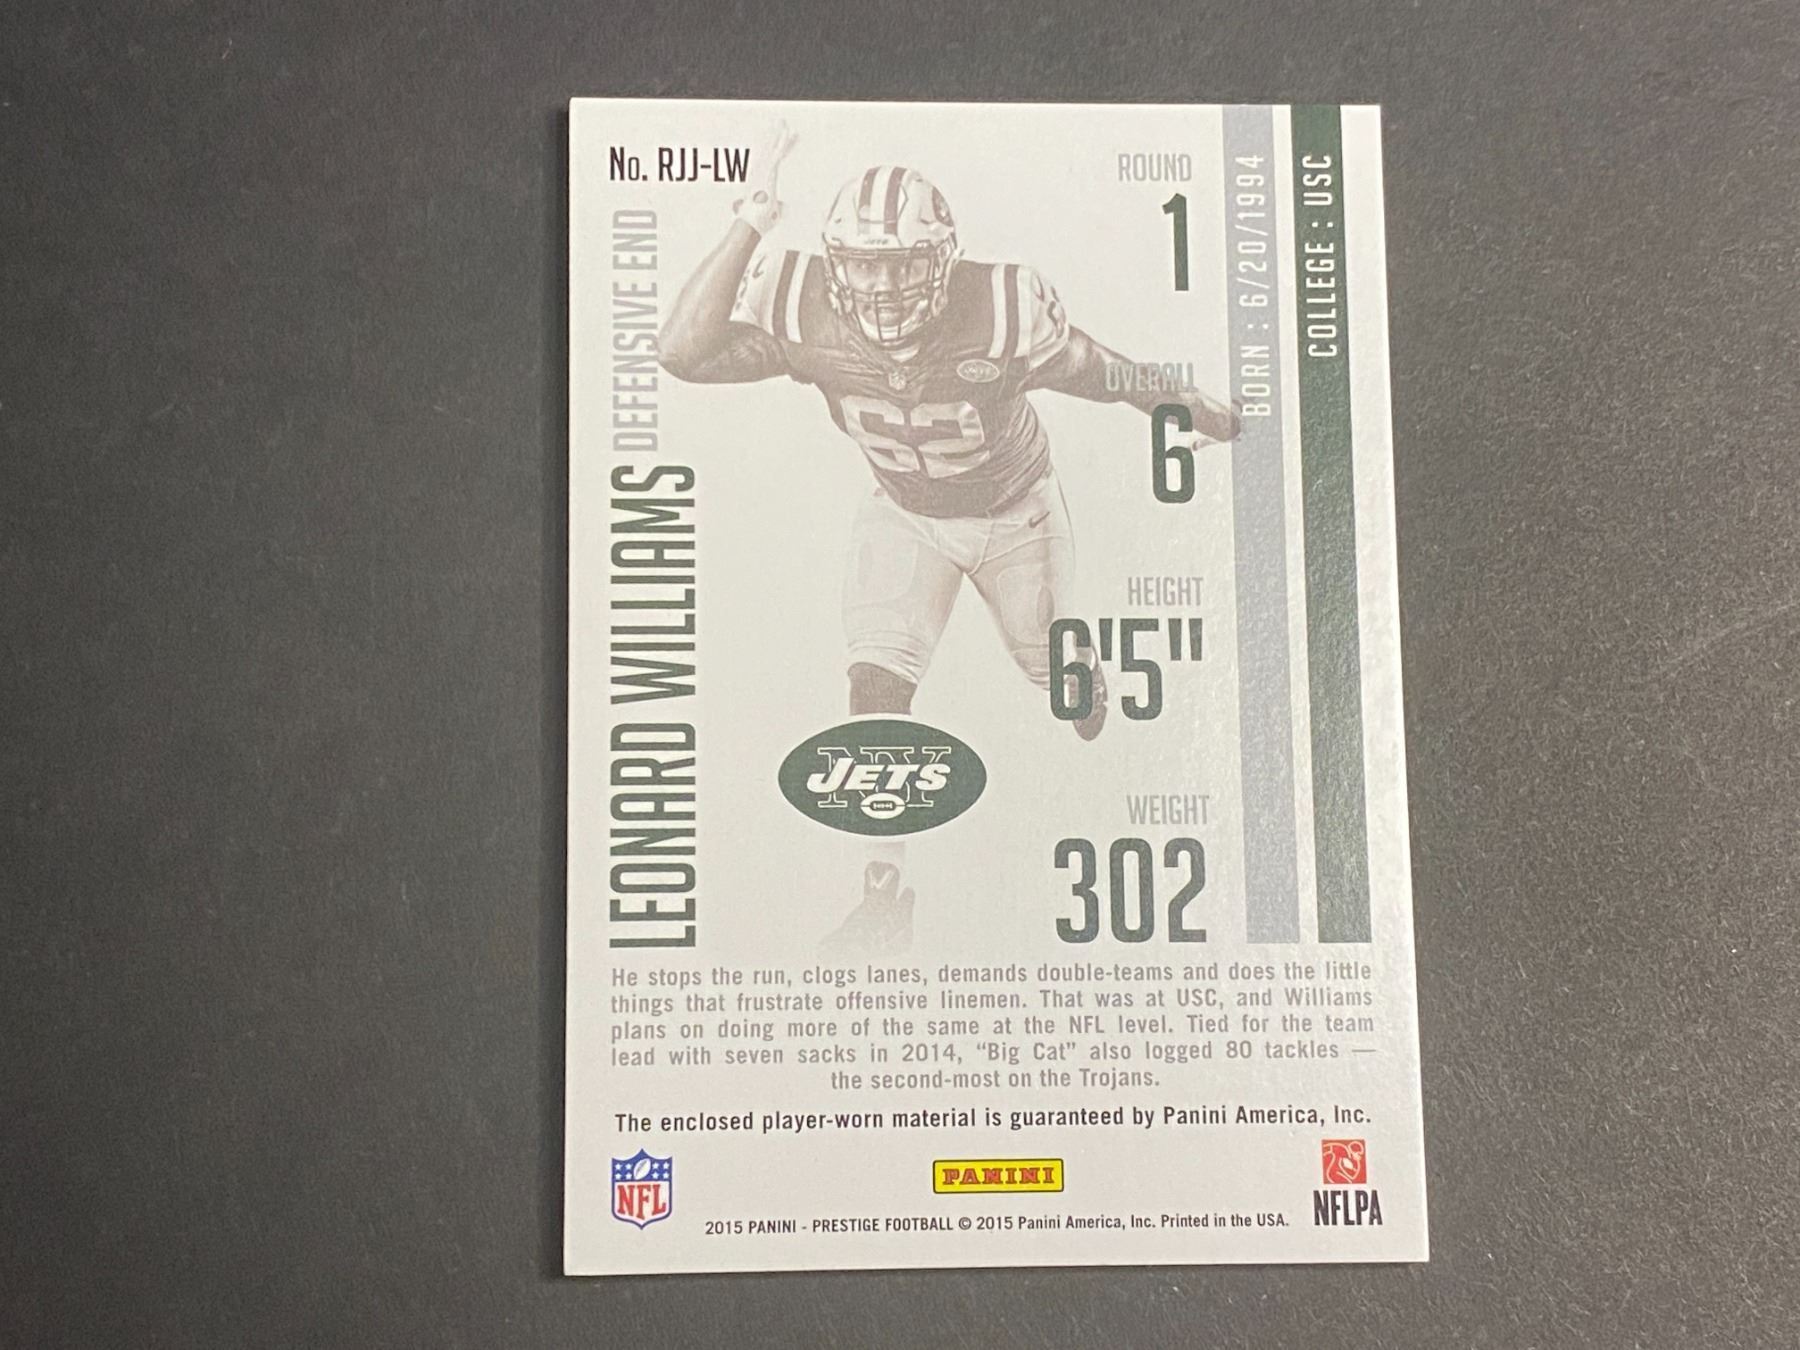 No. RJJ-LW
LEONARD WILLIAMS DEFENSIVE END
ROUND
1
OVERALL
6
HEIGHT
6'5"
WEIGHT
302
BORN : 6/20/1994
COLLEGE : USC
JETS
JETS
62
NY
JETS
He stops the run, clogs lanes, demands double-teams and does the little
things that frustrate offensive linemen. That was at USC, and Williams
plans on doing more of the same at the NFL level. Tied for the team
lead with seven sacks in 2014, “Big Cat” also logged 80 tackles —
the second-most on the Trojans.
The enclosed player-worn material is guaranteed by Panini America, Inc.
NFL
PANINI
NFLPA
2015 PANINI - PRESTIGE FOOTBALL © 2015 Panini America, Inc. Printed in the USA.